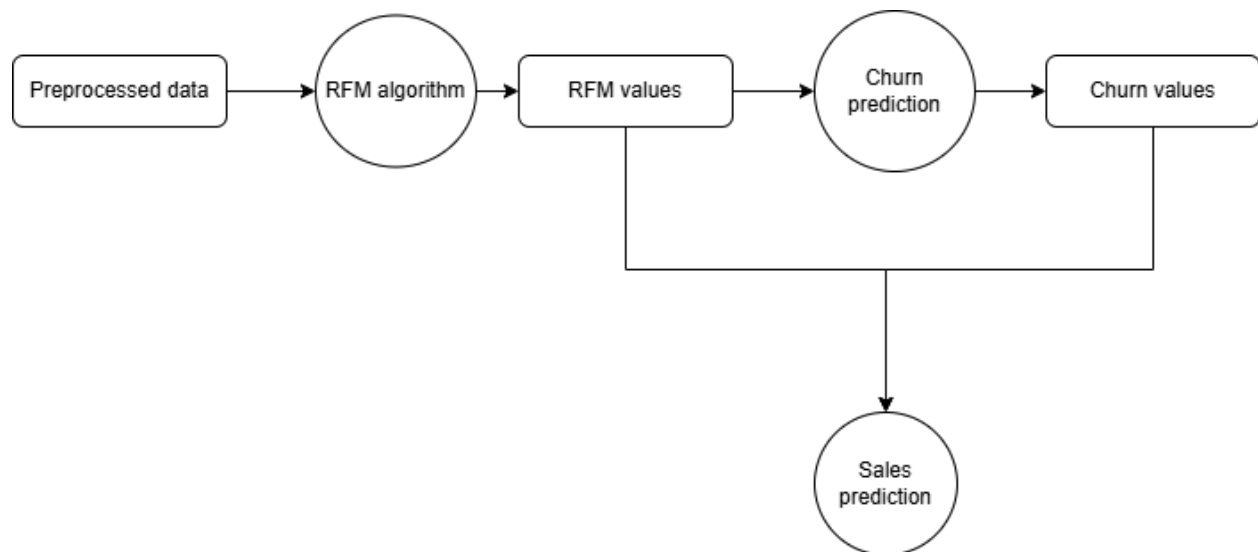 Preprocessed data
RFM algorithm
RFM values
Churn
prediction
Churn values
Sales
prediction